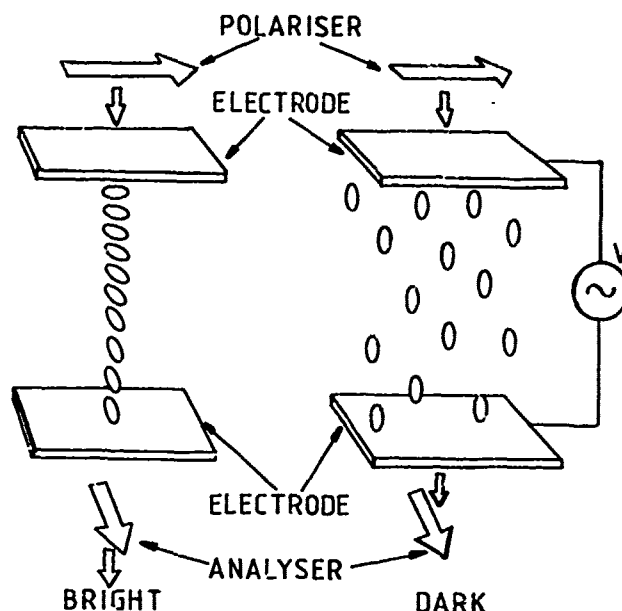 POLARISER
ELECTRODE
V
ELECTRODE
ANALYSER
BRIGHT
DARK